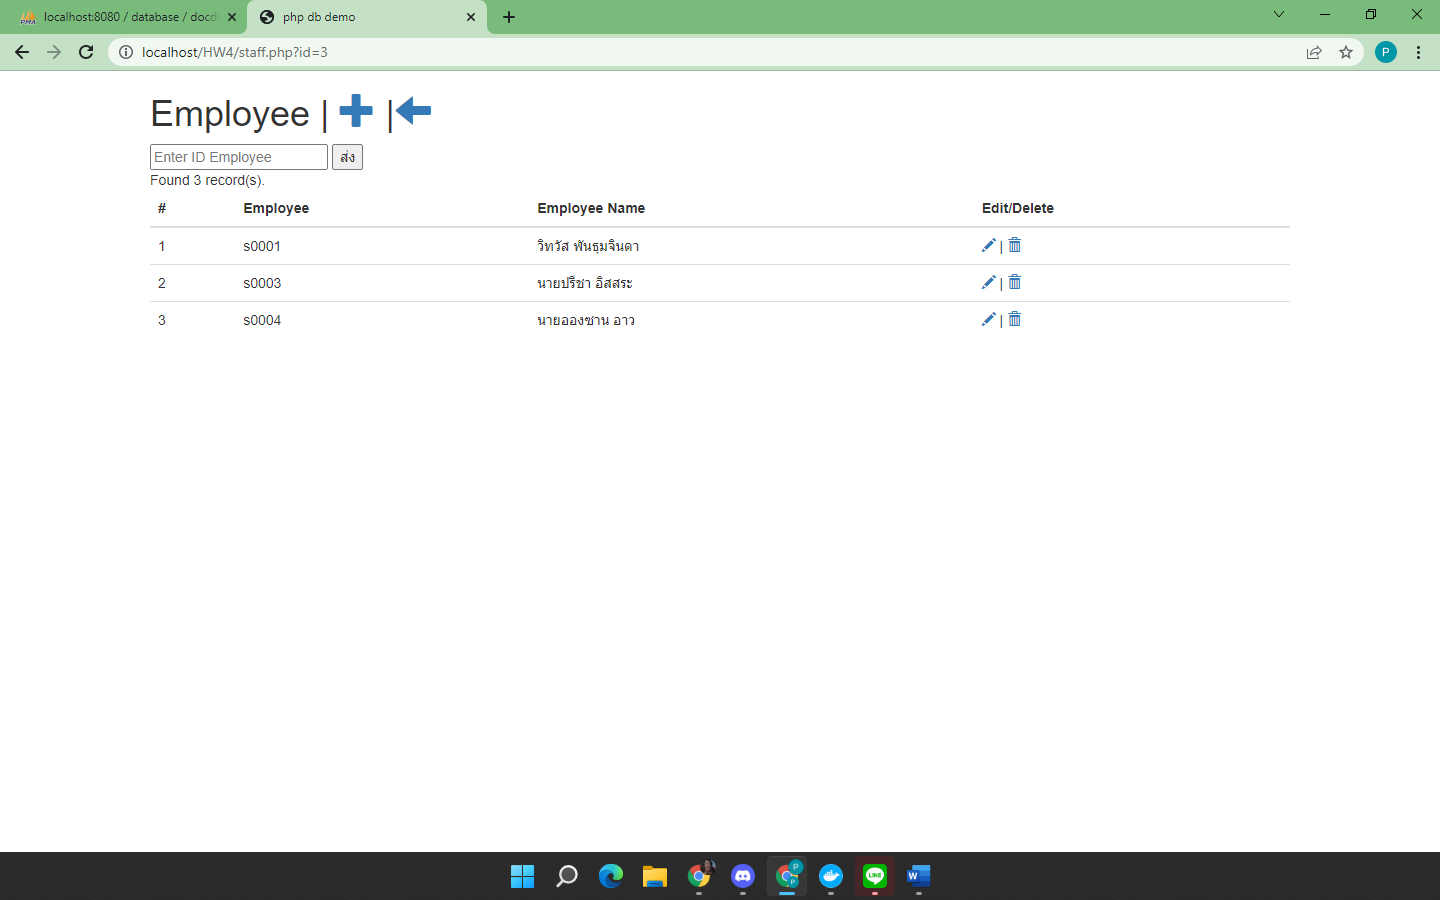 localhost:8080 / database / docd
php db demo
localhost/HW4/staff.php?id=3
P
Employee | |
Enter ID Employee ส่ง
Found 3 record(s).
# Employee Employee Name Edit/Delete
1 s0001 วิทวัส พันธุมจินดา |
2 s0003 นายปรีชา อิสสระ |
3 s0004 นายอองซาน อาว |